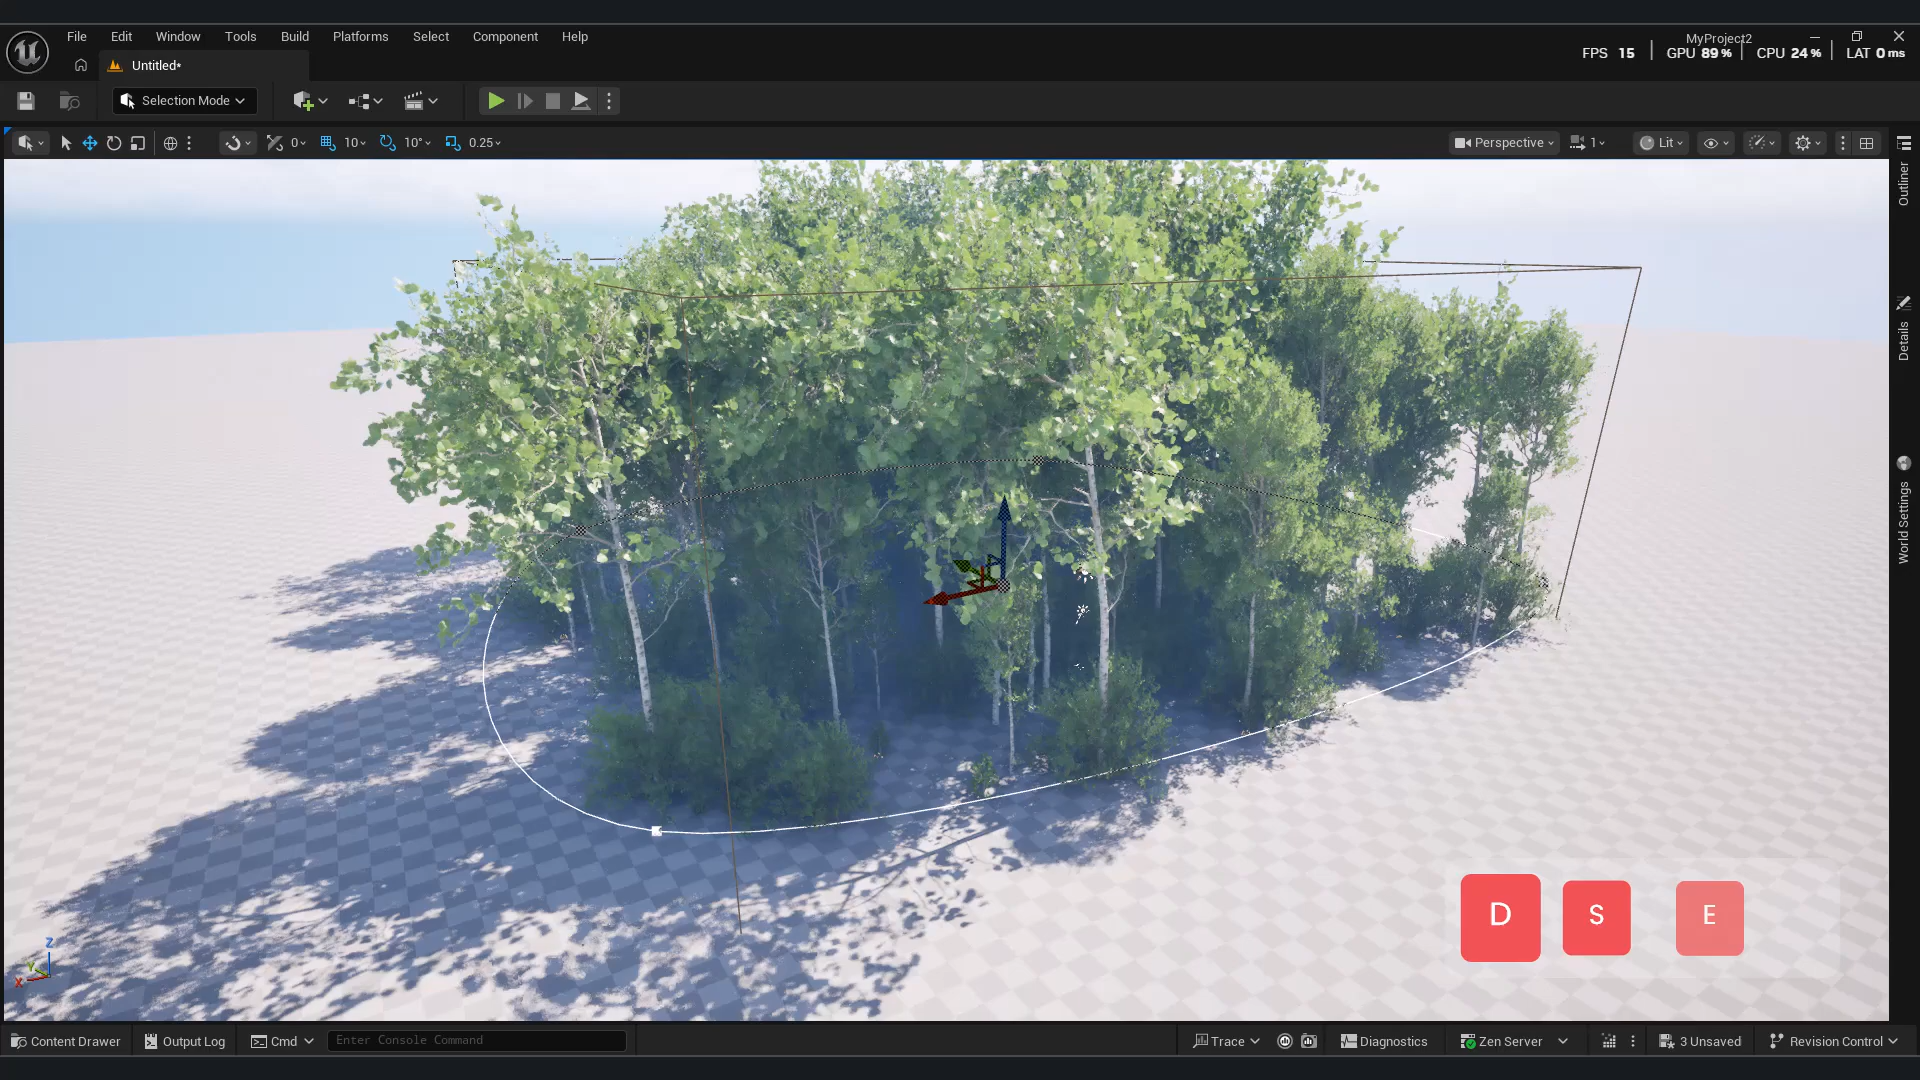 File Edit Window Tools Build Platforms Select Component Help
MyProject2
FPS 15 GPU 89% CPU 24% LAT 0 ms
Untitled*
Selection Mode
0 10 10° 0.25
Perspective 1 Lit
Outliner
Details
World Settings
D S E
Z
Y
X
Content Drawer Output Log Cmd Enter Console Command Trace Diagnostics Zen Server 3 Unsaved Revision Control